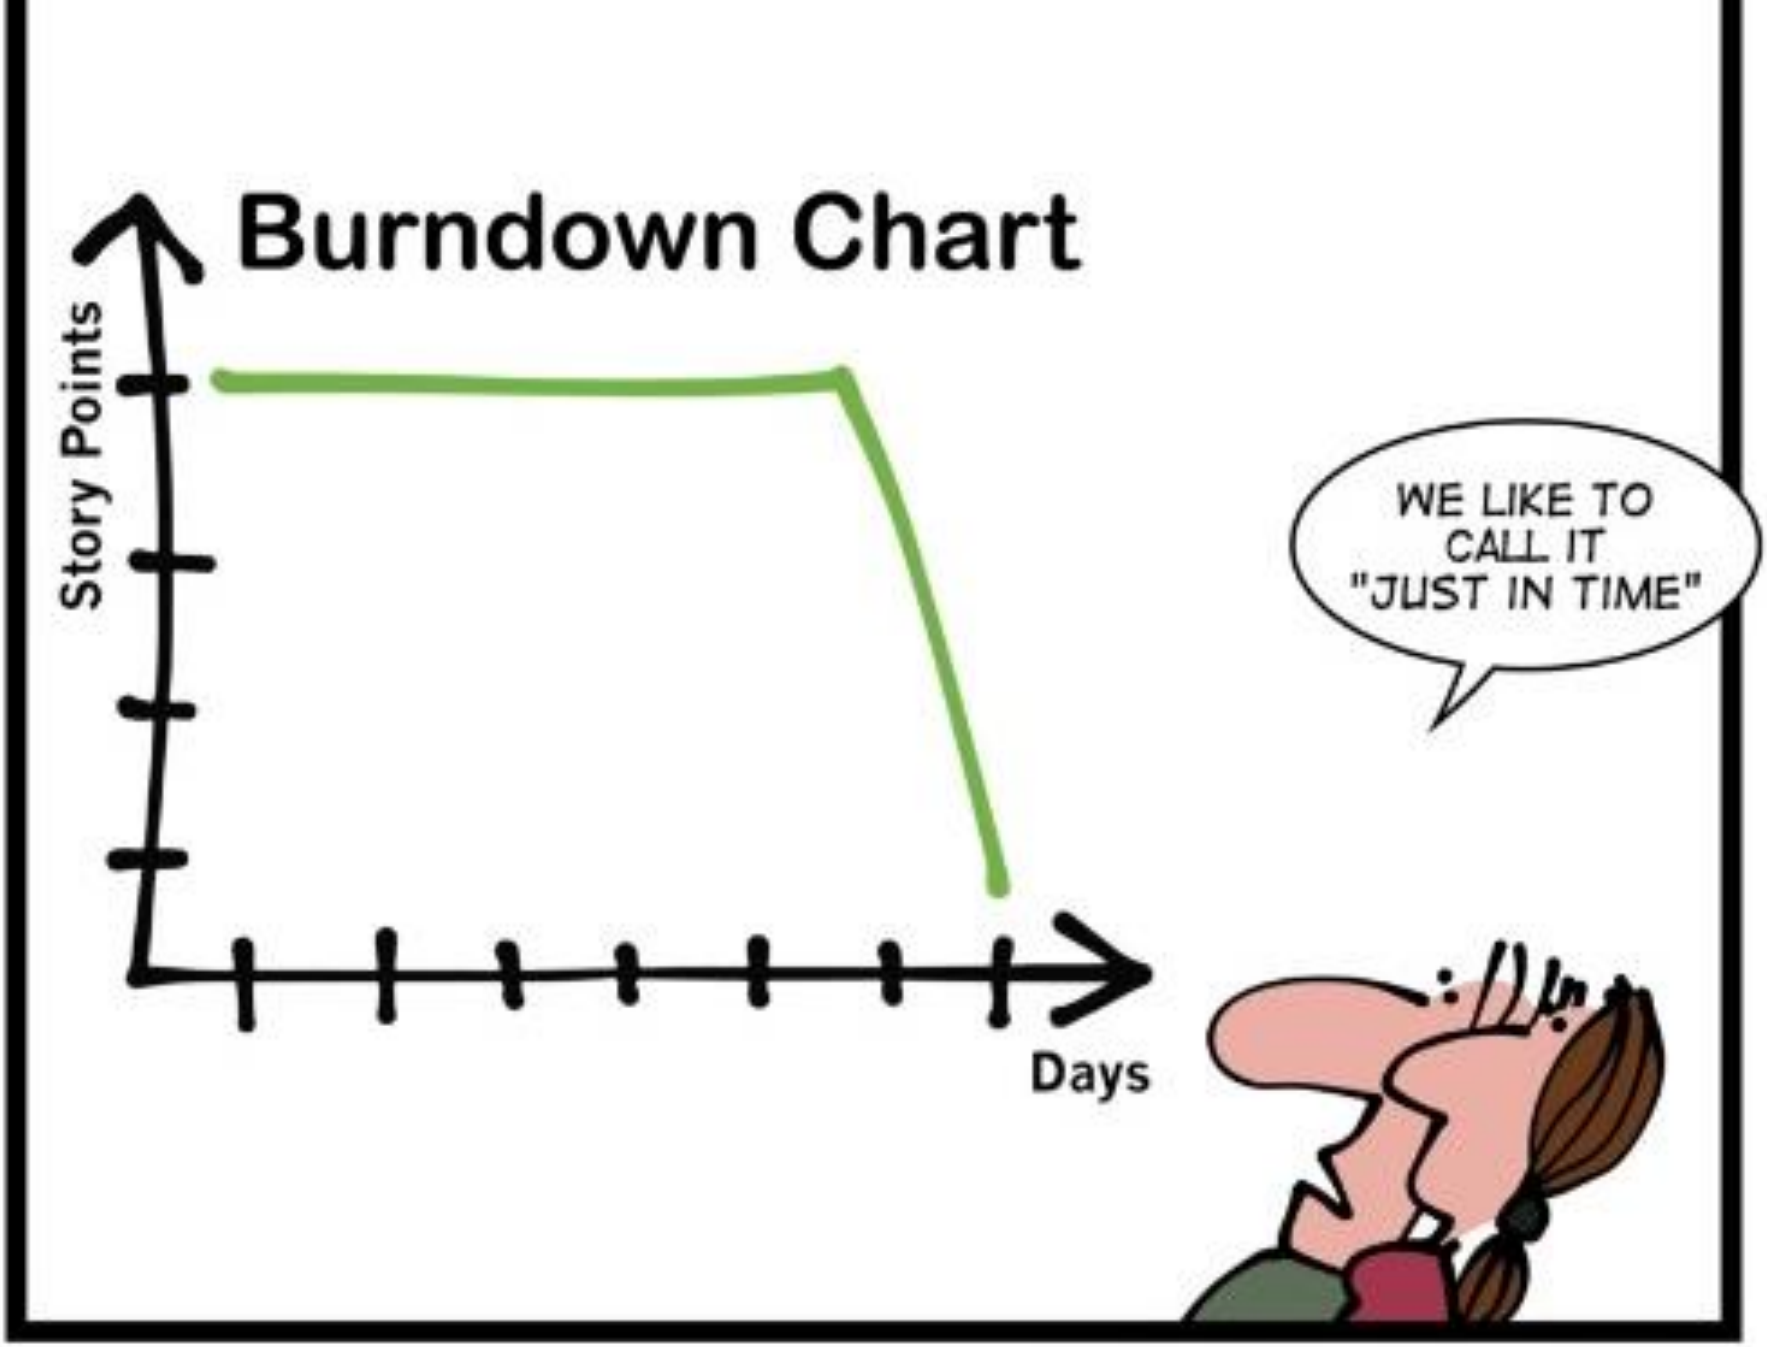 Burndown Chart
Story Points
WE LIKE TO
CALL IT
"JUST IN TIME"
Days